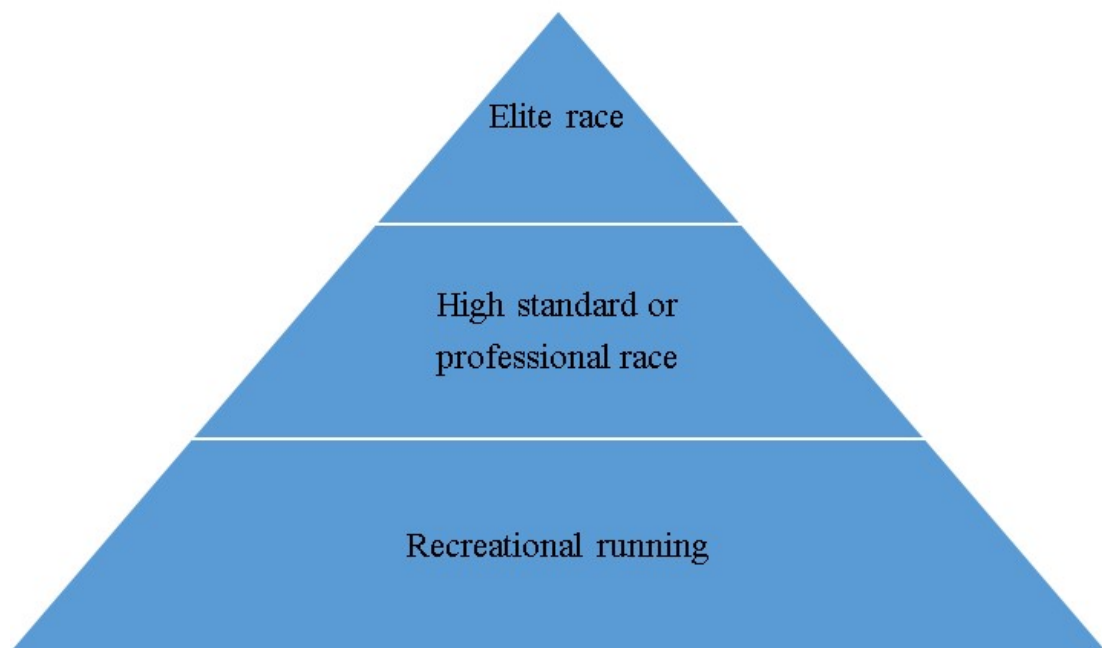 Elite race
High standard or
professional race
Recreational running